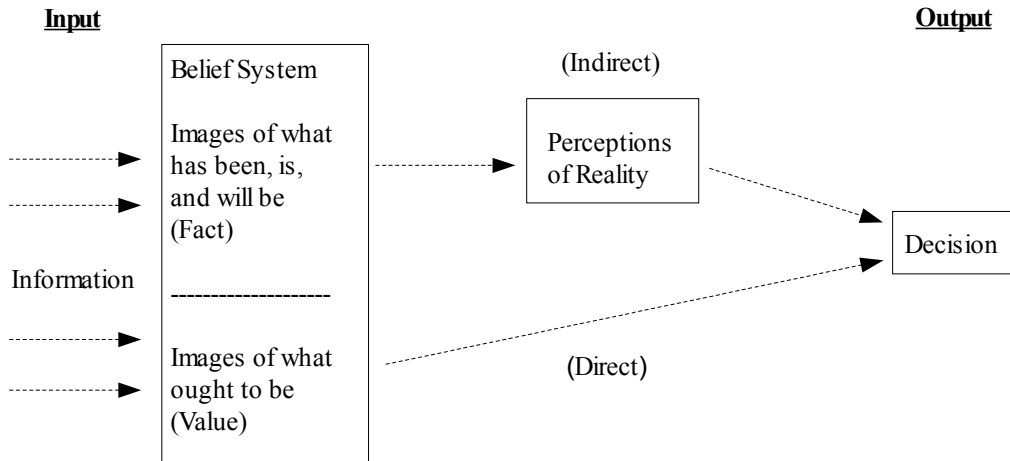 Input
Output
Belief System
Images of what
has been, is,
and will be
(Fact)
Information
---------------------
Images of what
ought to be
(Value)
(Indirect)
Perceptions
of Reality
Decision
(Direct)